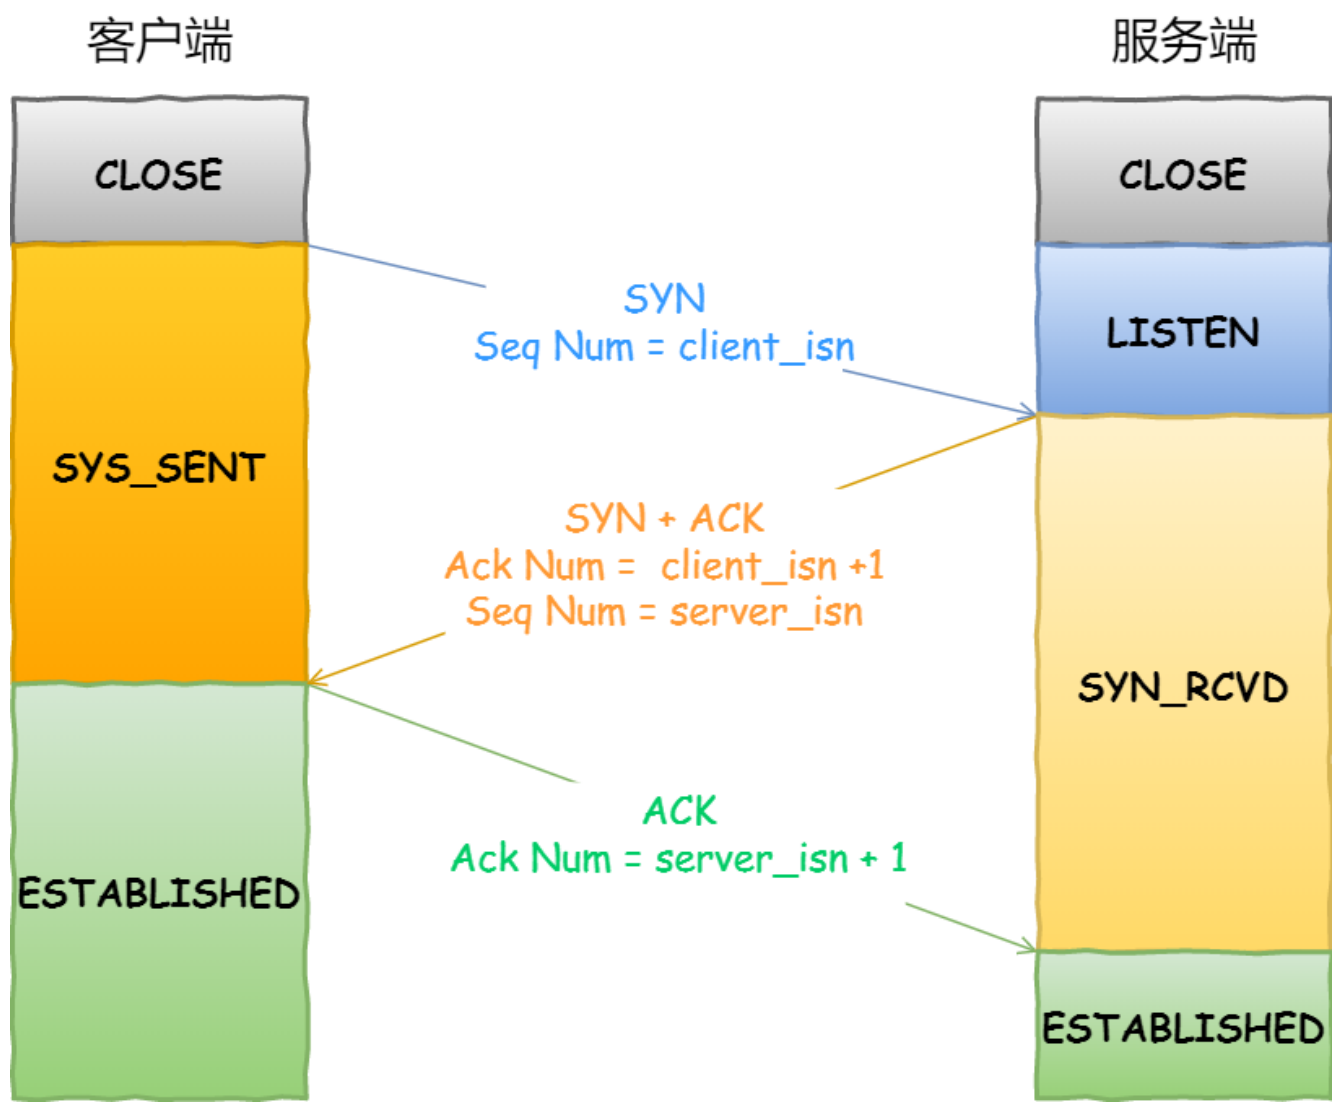 客户端
服务端
CLOSE
CLOSE
SYN
Seq Num = client_isn
LISTEN
SYS_SENT
SYN + ACK
Ack Num =  client_isn +1
Seq Num = server_isn
SYN_RCVD
ACK
Ack Num = server_isn + 1
ESTABLISHED
ESTABLISHED